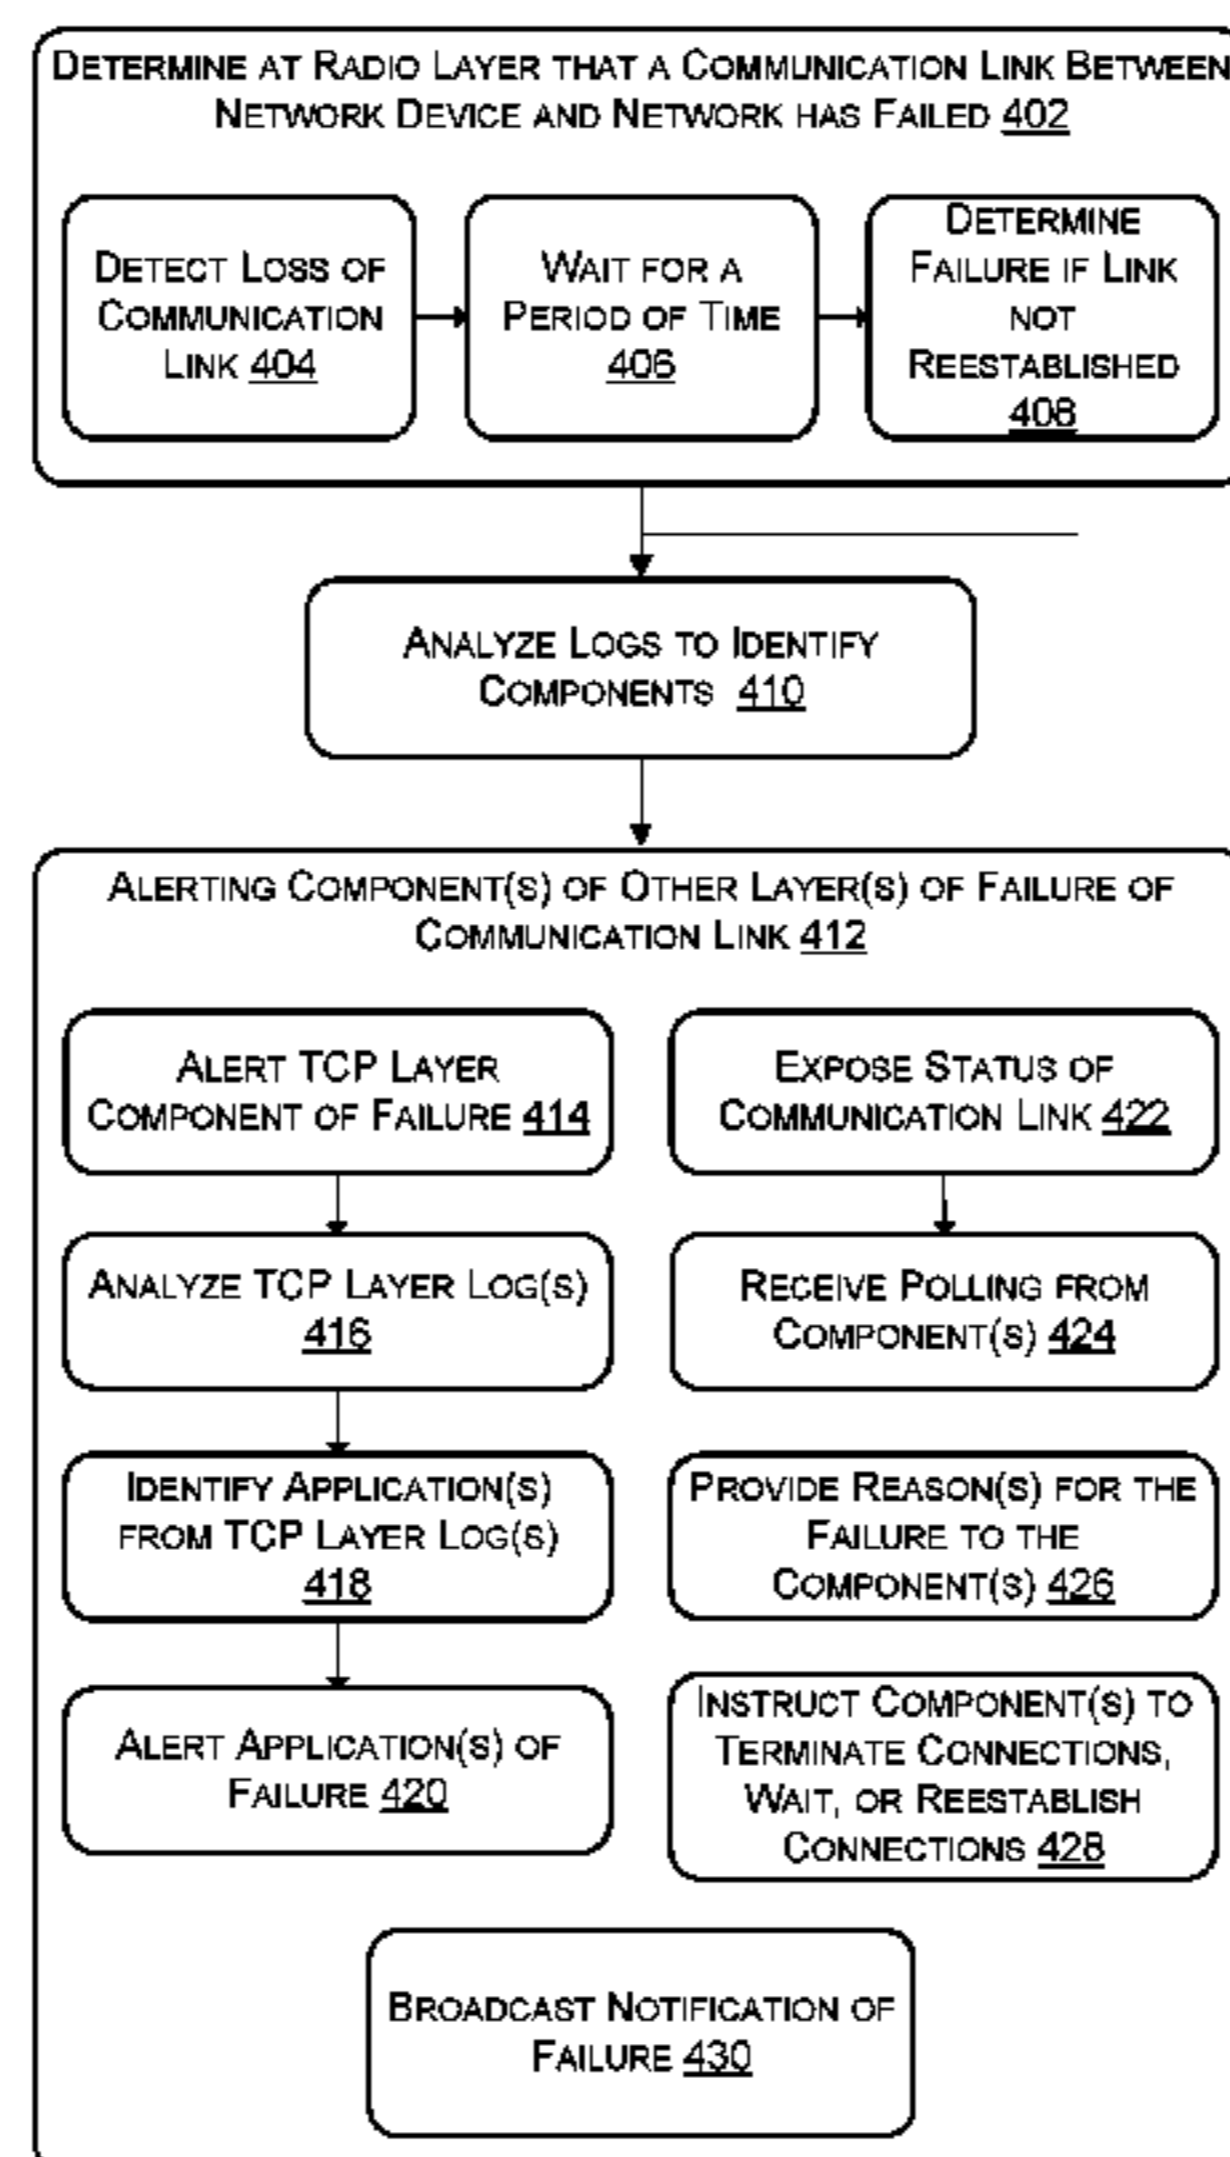 DETERMINE AT RADIO LAYER THAT A COMMUNICATION LINK BETWEEN
NETWORK DEVICE AND NETWORK HAS FAILED 402
DETECT LOSS OF
COMMUNICATION
LINK 404
WAIT FOR A
PERIOD OF TIME
406
DETERMINE
FAILURE IF LINK
NOT
REESTABLISHED
408
ANALYZE LOGS TO IDENTIFY
COMPONENTS 410
ALERTING COMPONENT(S) OF OTHER LAYER(S) OF FAILURE OF
COMMUNICATION LINK 412
ALERT TCP LAYER
COMPONENT OF FAILURE 414
ANALYZE TCP LAYER LOG(S)
416
IDENTIFY APPLICATION(S)
FROM TCP LAYER LOG(S)
418
ALERT APPLICATION(S) OF
FAILURE 420
EXPOSE STATUS OF
COMMUNICATION LINK 422
RECEIVE POLLING FROM
COMPONENT(S) 424
PROVIDE REASON(S) FOR THE
FAILURE TO THE
COMPONENT(S) 426
INSTRUCT COMPONENT(S) TO
TERMINATE CONNECTIONS,
WAIT, OR REESTABLISH
CONNECTIONS 428
BROADCAST NOTIFICATION OF
FAILURE 430